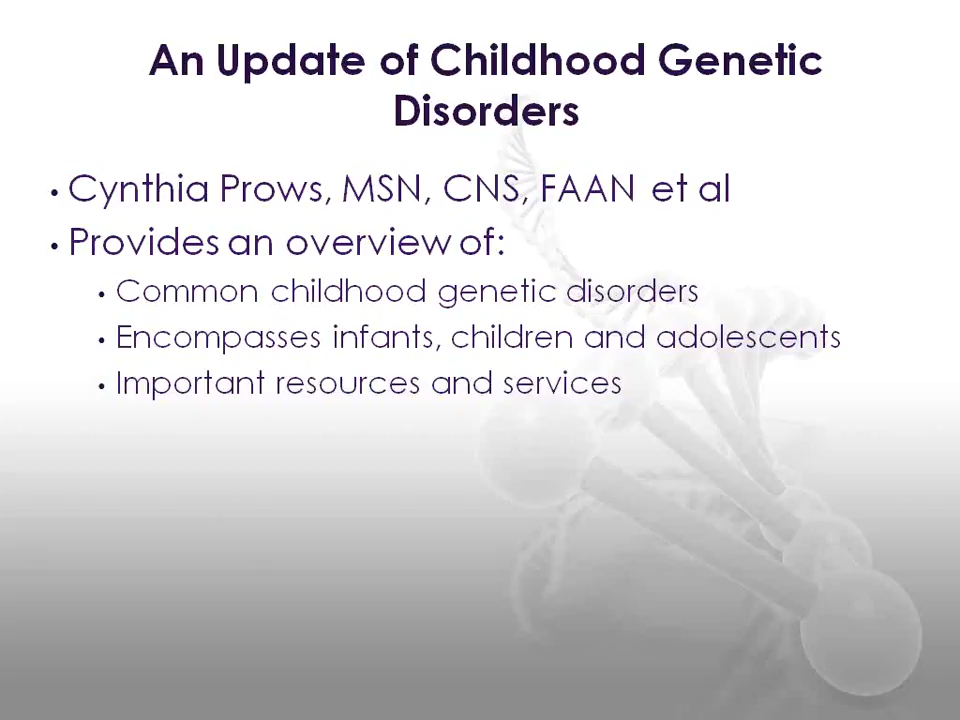 An Update of Childhood Genetic
Disorders
• Cynthia Prows, MSN, CNS, FAAN et al
• Provides an overview of:
• Common childhood genetic disorders
• Encompasses infants, children and adolescents
• Important resources and services